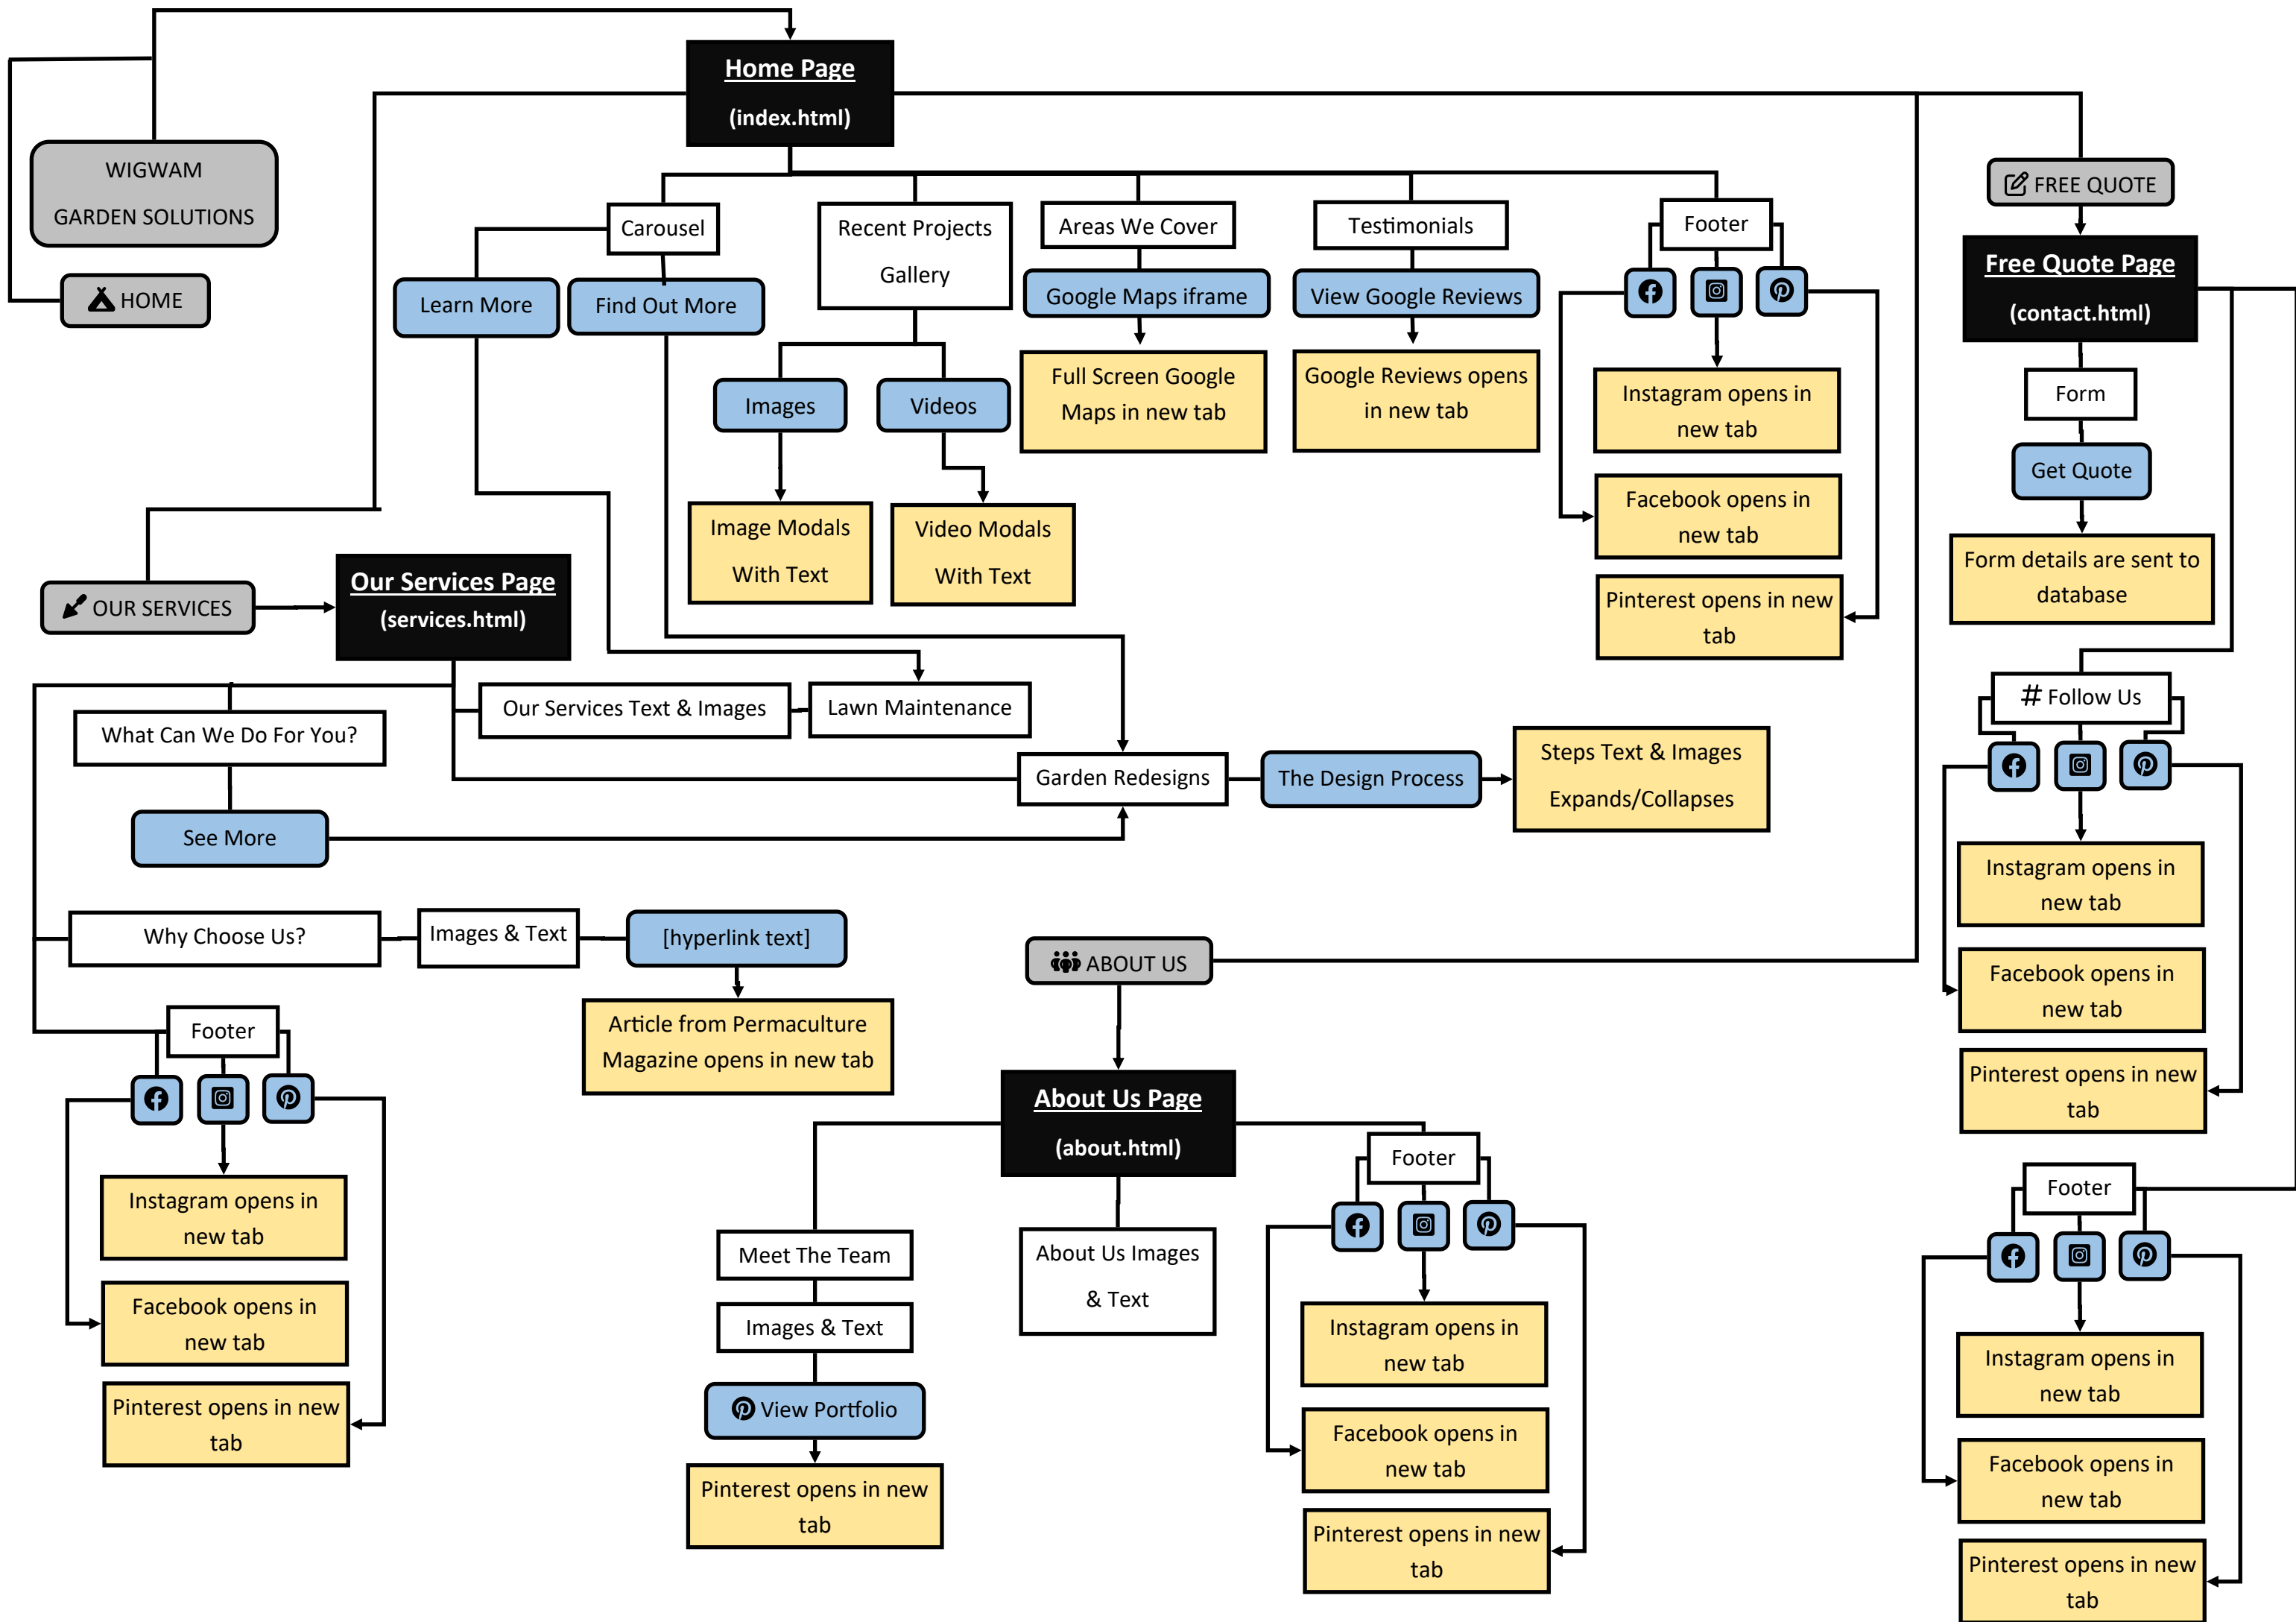 Home Page
(index.html)
WIGWAM
GARDEN SOLUTIONS
HOME
FREE QUOTE
Carousel
Recent Projects
Gallery
Areas We Cover
Testimonials
Footer
Learn More
Find Out More
Google Maps iframe
View Google Reviews
Free Quote Page
(contact.html)
Images
Videos
Full Screen Google
Maps in new tab
Google Reviews opens
in new tab
Instagram opens in
new tab
Form
Get Quote
Image Modals
With Text
Video Modals
With Text
Facebook opens in
new tab
Form details are sent to
database
Pinterest opens in new
tab
OUR SERVICES
Our Services Page
(services.html)
Our Services Text & Images
Lawn Maintenance
# Follow Us
What Can We Do For You?
Garden Redesigns
The Design Process
Steps Text & Images
Expands/Collapses
See More
Instagram opens in
new tab
Why Choose Us?
Images & Text
[hyperlink text]
ABOUT US
Facebook opens in
new tab
Article from Permaculture
Magazine opens in new tab
Footer
Pinterest opens in new
tab
About Us Page
(about.html)
Footer
Instagram opens in
new tab
Meet The Team
About Us Images
& Text
Footer
Facebook opens in
new tab
Images & Text
Instagram opens in
new tab
Instagram opens in
new tab
Pinterest opens in new
tab
View Portfolio
Facebook opens in
new tab
Facebook opens in
new tab
Pinterest opens in new
tab
Pinterest opens in new
tab
Pinterest opens in new
tab